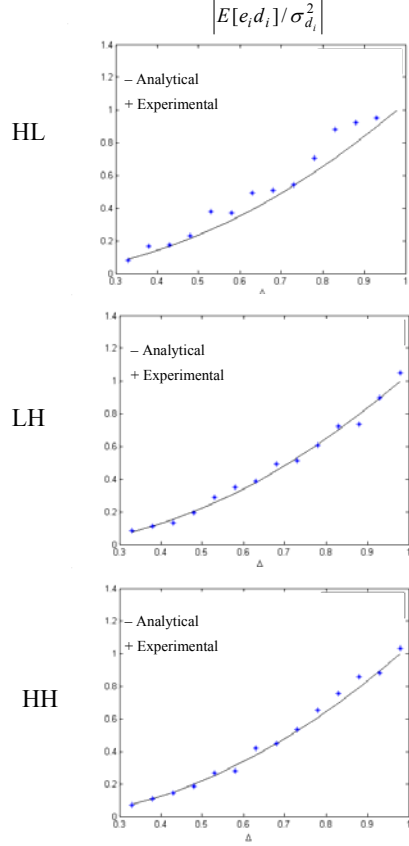 |E[e_i d_i]/σ²_{d_i}|
HL
– Analytical
+ Experimental
1.4
1.2
1
0.8
0.6
0.4
0.2
0
0.3 0.4 0.5 0.6 0.7 0.8 0.9 1
Δ
LH
– Analytical
+ Experimental
1.4
1.2
1
0.8
0.6
0.4
0.2
0
0.3 0.4 0.5 0.6 0.7 0.8 0.9 1
Δ
HH
– Analytical
+ Experimental
1.4
1.2
1
0.8
0.6
0.4
0.2
0
0.3 0.4 0.5 0.6 0.7 0.8 0.9 1
Δ